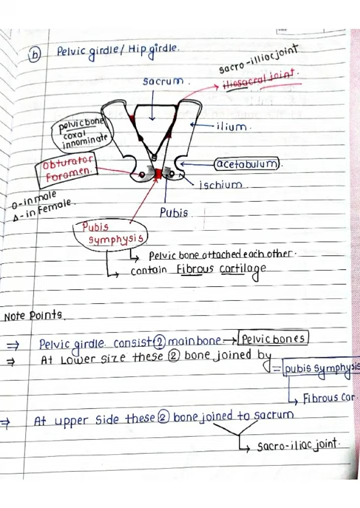 (b) Pelvic girdle/Hip girdle.
sacro-illiac joint
iliosacral joint.
sacrum.
pelvic bone
coxal
innominate
ilium.
Obturator
Foramen
acetabulum
ischium
O-in male
Δ-in Female.
Pubis
Pubis
symphysis
Pelvic bone attached each other.
contain Fibrous cartilage
Note Points.
⇒ Pelvic girdle consist ② main bone → Pelvic bones
⇒ At Lower size these ② bone joined by = pubis symphysis
Fibrous Car.
⇒ At upper side these ② bone joined to sacrum
sacro-iliac joint.